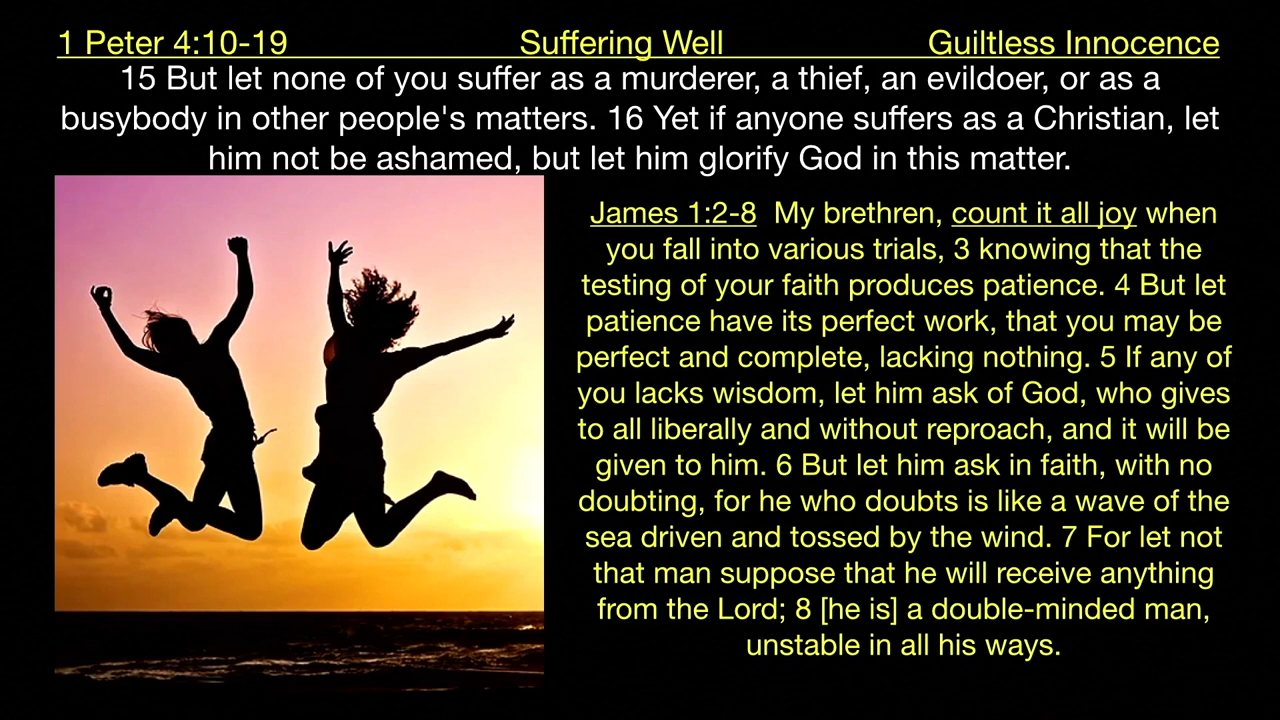 1 Peter 4:10-19 Suffering Well Guiltless Innocence
15 But let none of you suffer as a murderer, a thief, an evildoer, or as a
busybody in other people's matters. 16 Yet if anyone suffers as a Christian, let
him not be ashamed, but let him glorify God in this matter.
James 1:2-8 My brethren, count it all joy when
you fall into various trials, 3 knowing that the
testing of your faith produces patience. 4 But let
patience have its perfect work, that you may be
perfect and complete, lacking nothing. 5 If any of
you lacks wisdom, let him ask of God, who gives
to all liberally and without reproach, and it will be
given to him. 6 But let him ask in faith, with no
doubting, for he who doubts is like a wave of the
sea driven and tossed by the wind. 7 For let not
that man suppose that he will receive anything
from the Lord; 8 [he is] a double-minded man,
unstable in all his ways.